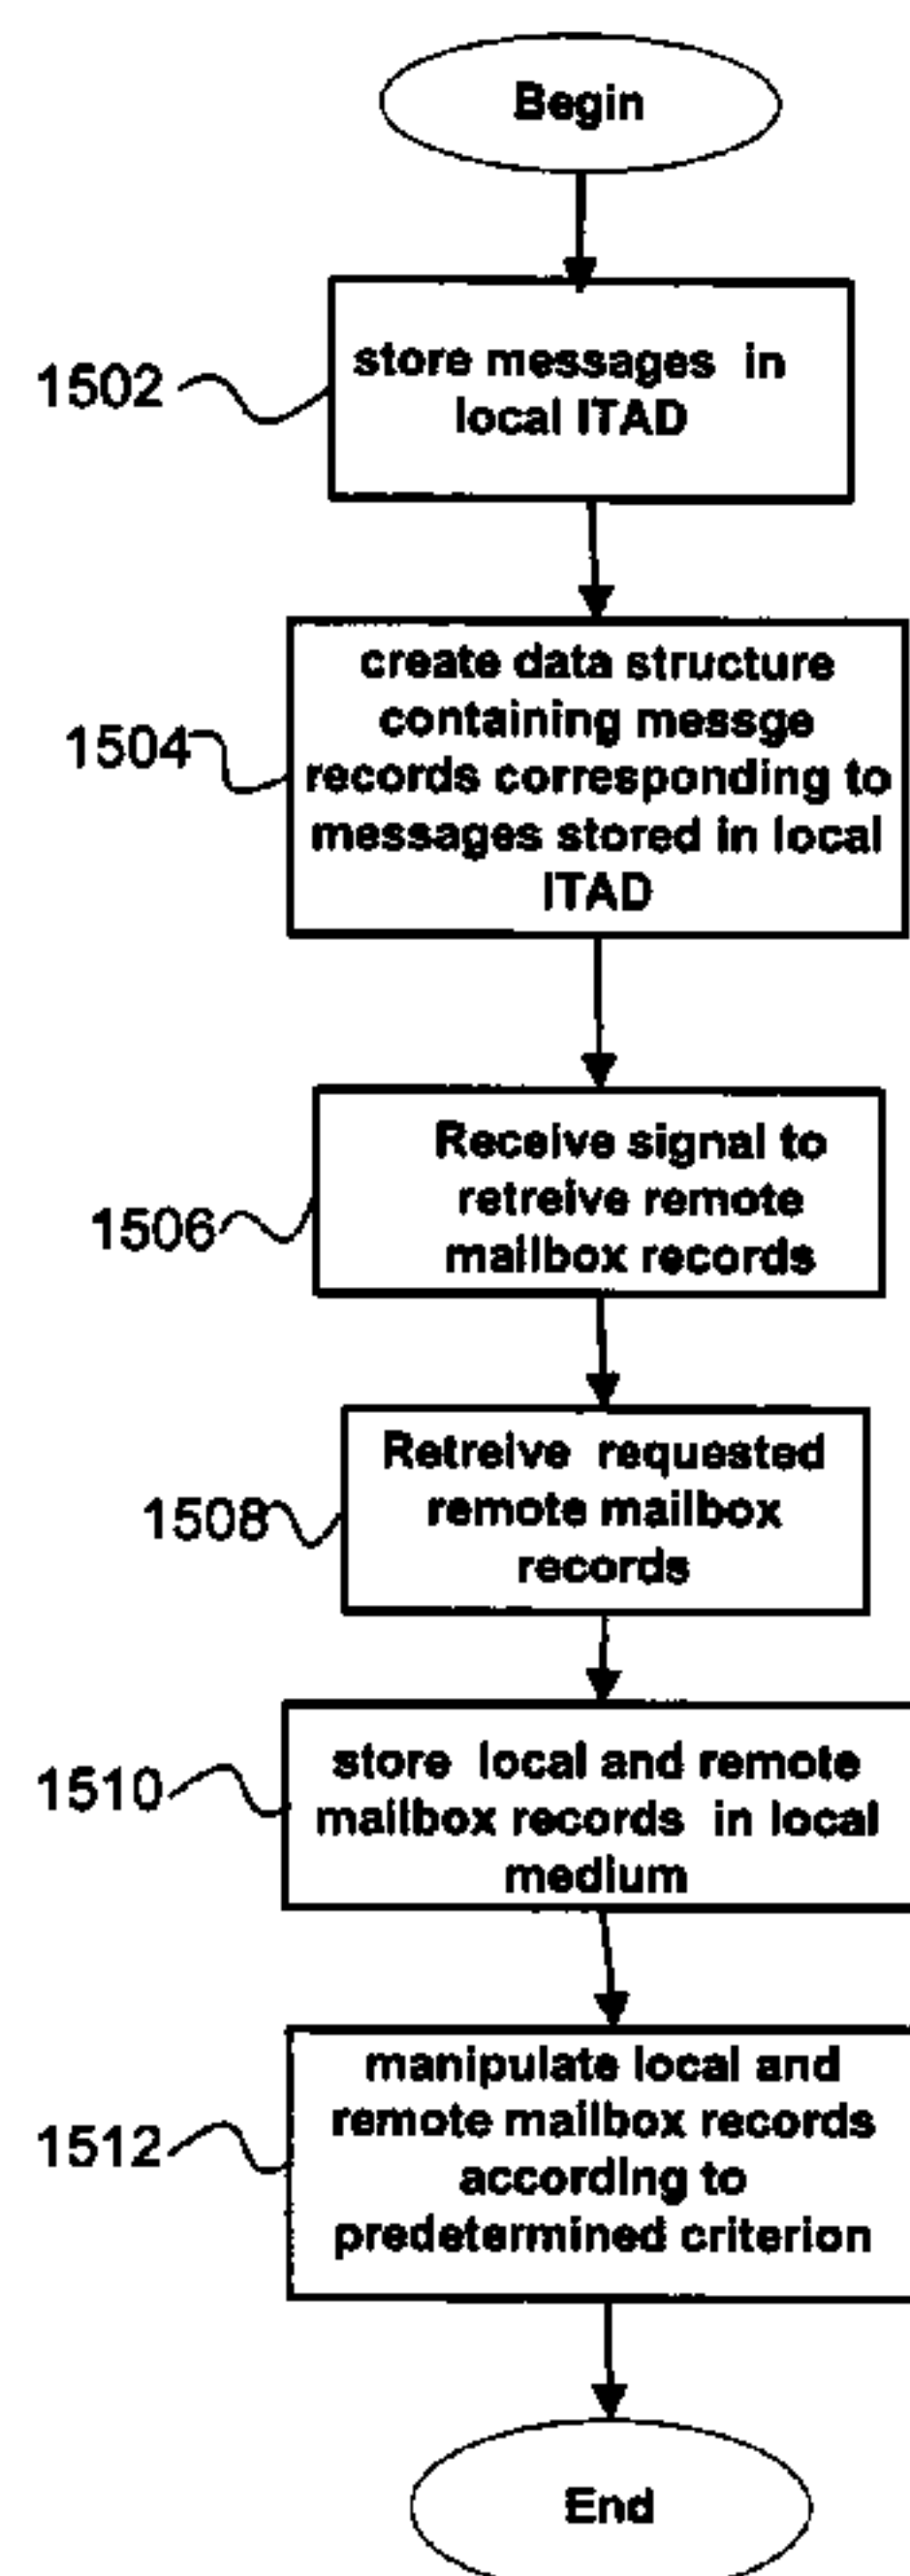 Begin
1502
store messages in
local ITAD
1504
create data structure
containing messge
records corresponding to
messages stored in local
ITAD
1506
Receive signal to
retreive remote
mailbox records
1508
Retreive requested
remote mailbox
records
1510
store local and remote
mailbox records in local
medium
1512
manipulate local and
remote mailbox records
according to
predetermined criterion
End